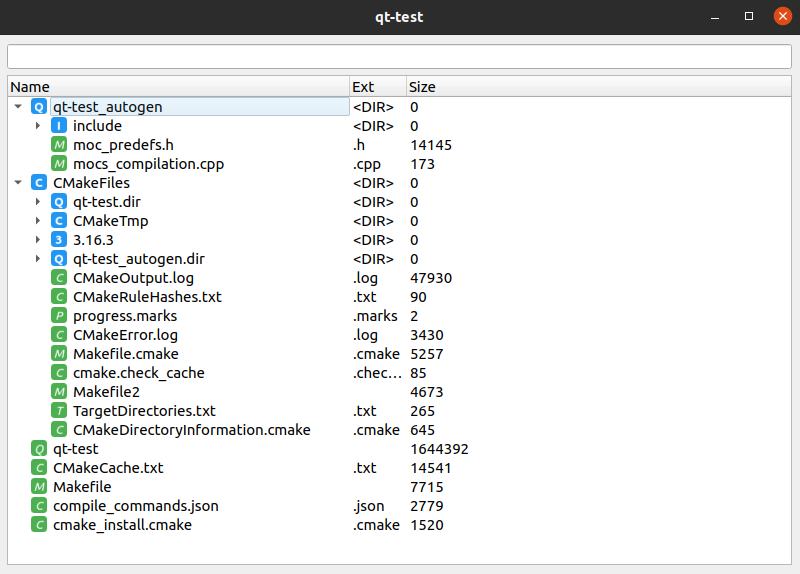 qt-test
Name Ext Size
Q qt-test_autogen <DIR> 0
I include <DIR> 0
M moc_predefs.h .h 14145
M mocs_compilation.cpp .cpp 173
C CMakeFiles <DIR> 0
Q qt-test.dir <DIR> 0
C CMakeTmp <DIR> 0
3 3.16.3 <DIR> 0
Q qt-test_autogen.dir <DIR> 0
C CMakeOutput.log .log 47930
C CMakeRuleHashes.txt .txt 90
P progress.marks .marks 2
C CMakeError.log .log 3430
M Makefile.cmake .cmake 5257
C cmake.check_cache .chec... 85
M Makefile2 4673
T TargetDirectories.txt .txt 265
C CMakeDirectoryInformation.cmake .cmake 645
Q qt-test 1644392
C CMakeCache.txt .txt 14541
M Makefile 7715
C compile_commands.json .json 2779
C cmake_install.cmake .cmake 1520